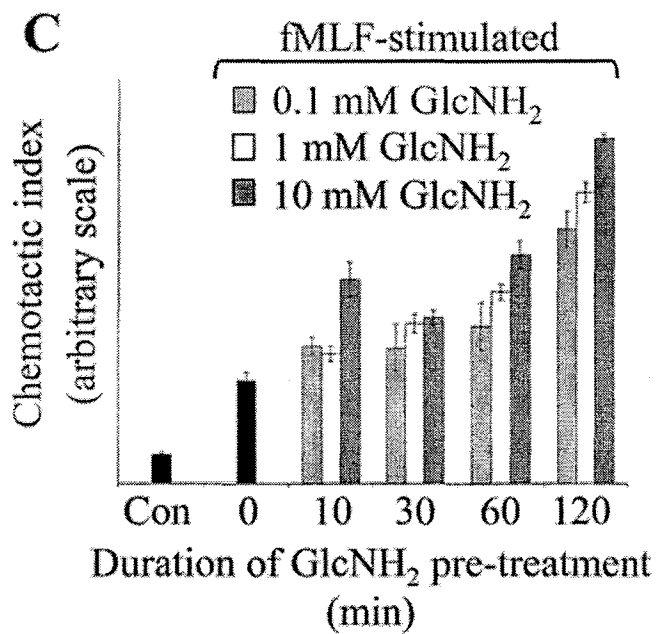 C
fMLF-stimulated
0.1 mM GlcNH₂
1 mM GlcNH₂
10 mM GlcNH₂
Chemotactic index
(arbitrary scale)
Con 0 10 30 60 120
Duration of GlcNH₂ pre-treatment
(min)